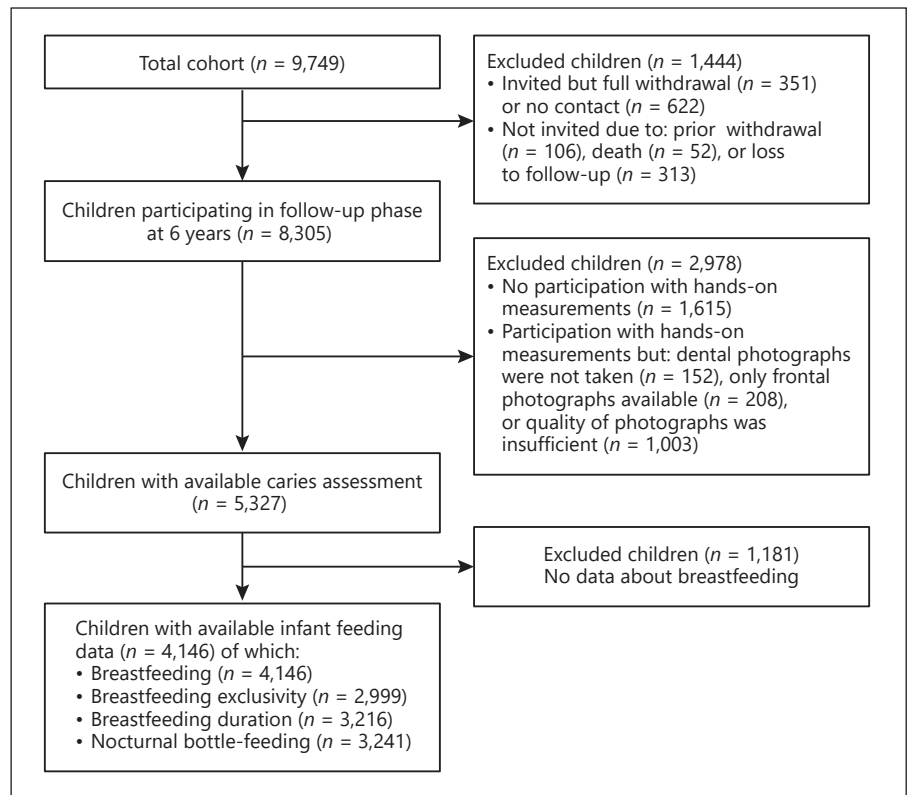 Total cohort (n = 9,749)
Excluded children (n = 1,444)
• Invited but full withdrawal (n = 351)
or no contact (n = 622)
• Not invited due to: prior withdrawal
(n = 106), death (n = 52), or loss
to follow-up (n = 313)
Children participating in follow-up phase
at 6 years (n = 8,305)
Excluded children (n = 2,978)
• No participation with hands-on
measurements (n = 1,615)
• Participation with hands-on
measurements but: dental photographs
were not taken (n = 152), only frontal
photographs available (n = 208),
or quality of photographs was
insufficient (n = 1,003)
Children with available caries assessment
(n = 5,327)
Excluded children (n = 1,181)
No data about breastfeeding
Children with available infant feeding
data (n = 4,146) of which:
• Breastfeeding (n = 4,146)
• Breastfeeding exclusivity (n = 2,999)
• Breastfeeding duration (n = 3,216)
• Nocturnal bottle-feeding (n = 3,241)